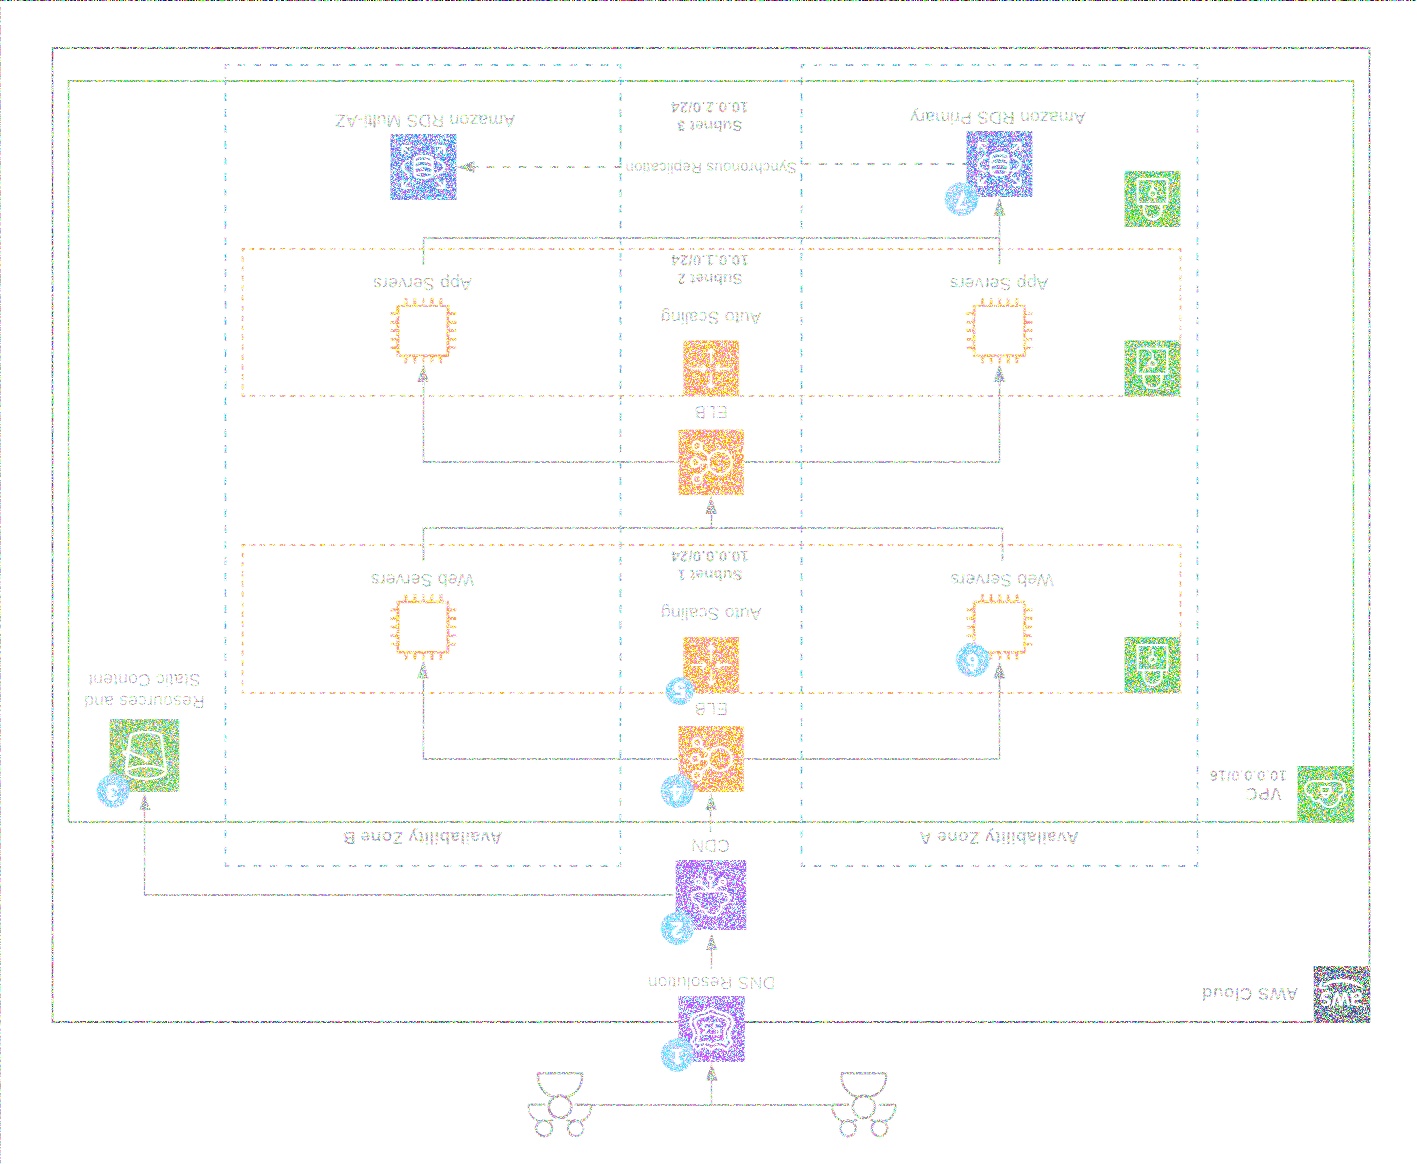 1
53
aws
AWS Cloud
DNS Resolution
2
CDN
Availability Zone A
Availability Zone B
VPC
10.0.0.0/16
4
3
ELB
Resources and
Static Content
5
6
Auto Scaling
Web Servers
Subnet 1
10.0.0.0/24
Web Servers
ELB
Auto Scaling
App Servers
Subnet 2
10.0.1.0/24
App Servers
7
Synchronous Replication
Amazon RDS Primary
Subnet 3
10.0.2.0/24
Amazon RDS Multi-AZ